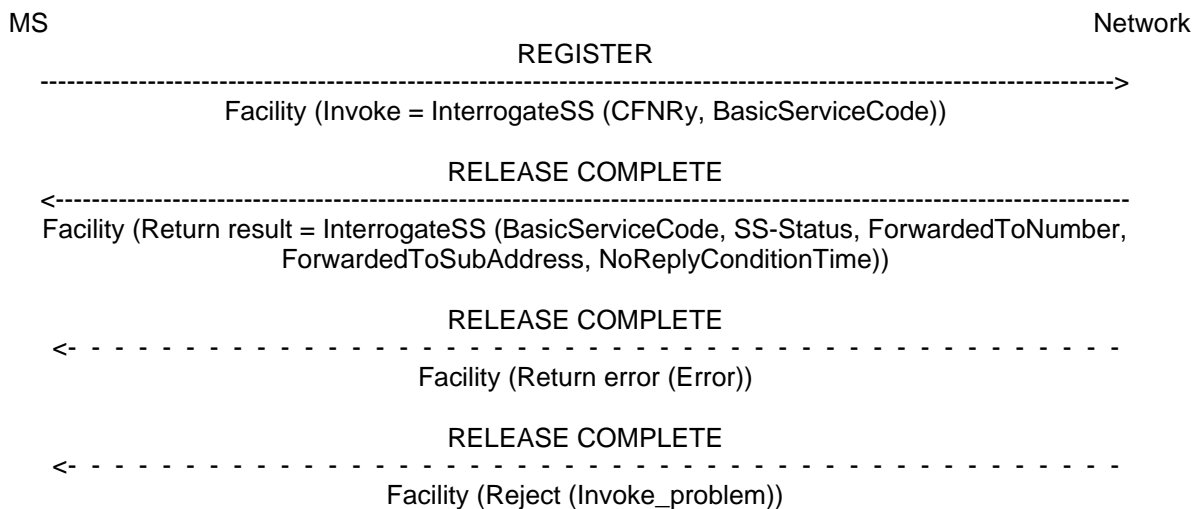 MS Network
REGISTER
Facility (Invoke = InterrogateSS (CFNRy, BasicServiceCode))
RELEASE COMPLETE
Facility (Return result = InterrogateSS (BasicServiceCode, SS-Status, ForwardedToNumber,
ForwardedToSubAddress, NoReplyConditionTime))
RELEASE COMPLETE
Facility (Return error (Error))
RELEASE COMPLETE
Facility (Reject (Invoke_problem))